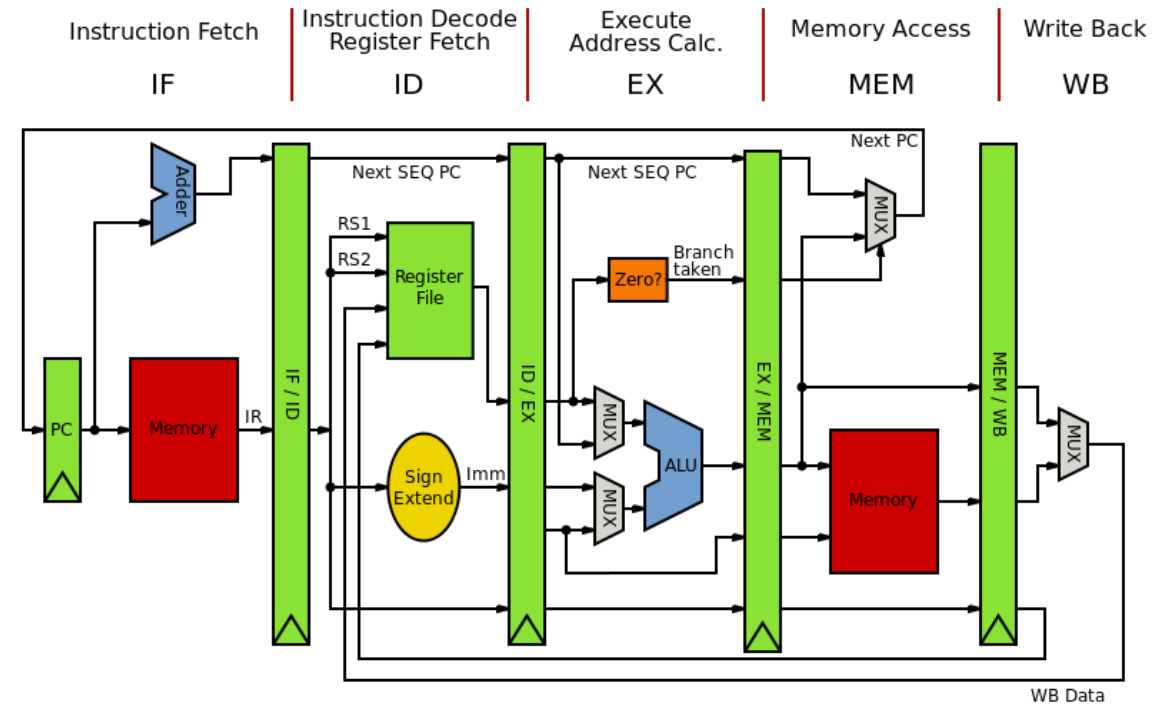 Instruction Fetch
IF
Instruction Decode
Register Fetch
ID
Execute
Address Calc.
EX
Memory Access
MEM
Write Back
WB
Adder
PC
Memory
IR
IF / ID
Next SEQ PC
RS1
RS2
Register
File
Sign
Extend
Imm
ID / EX
Next SEQ PC
Zero?
Branch
taken
MUX
MUX
ALU
EX / MEM
Next PC
MUX
Memory
MEM / WB
MUX
WB Data